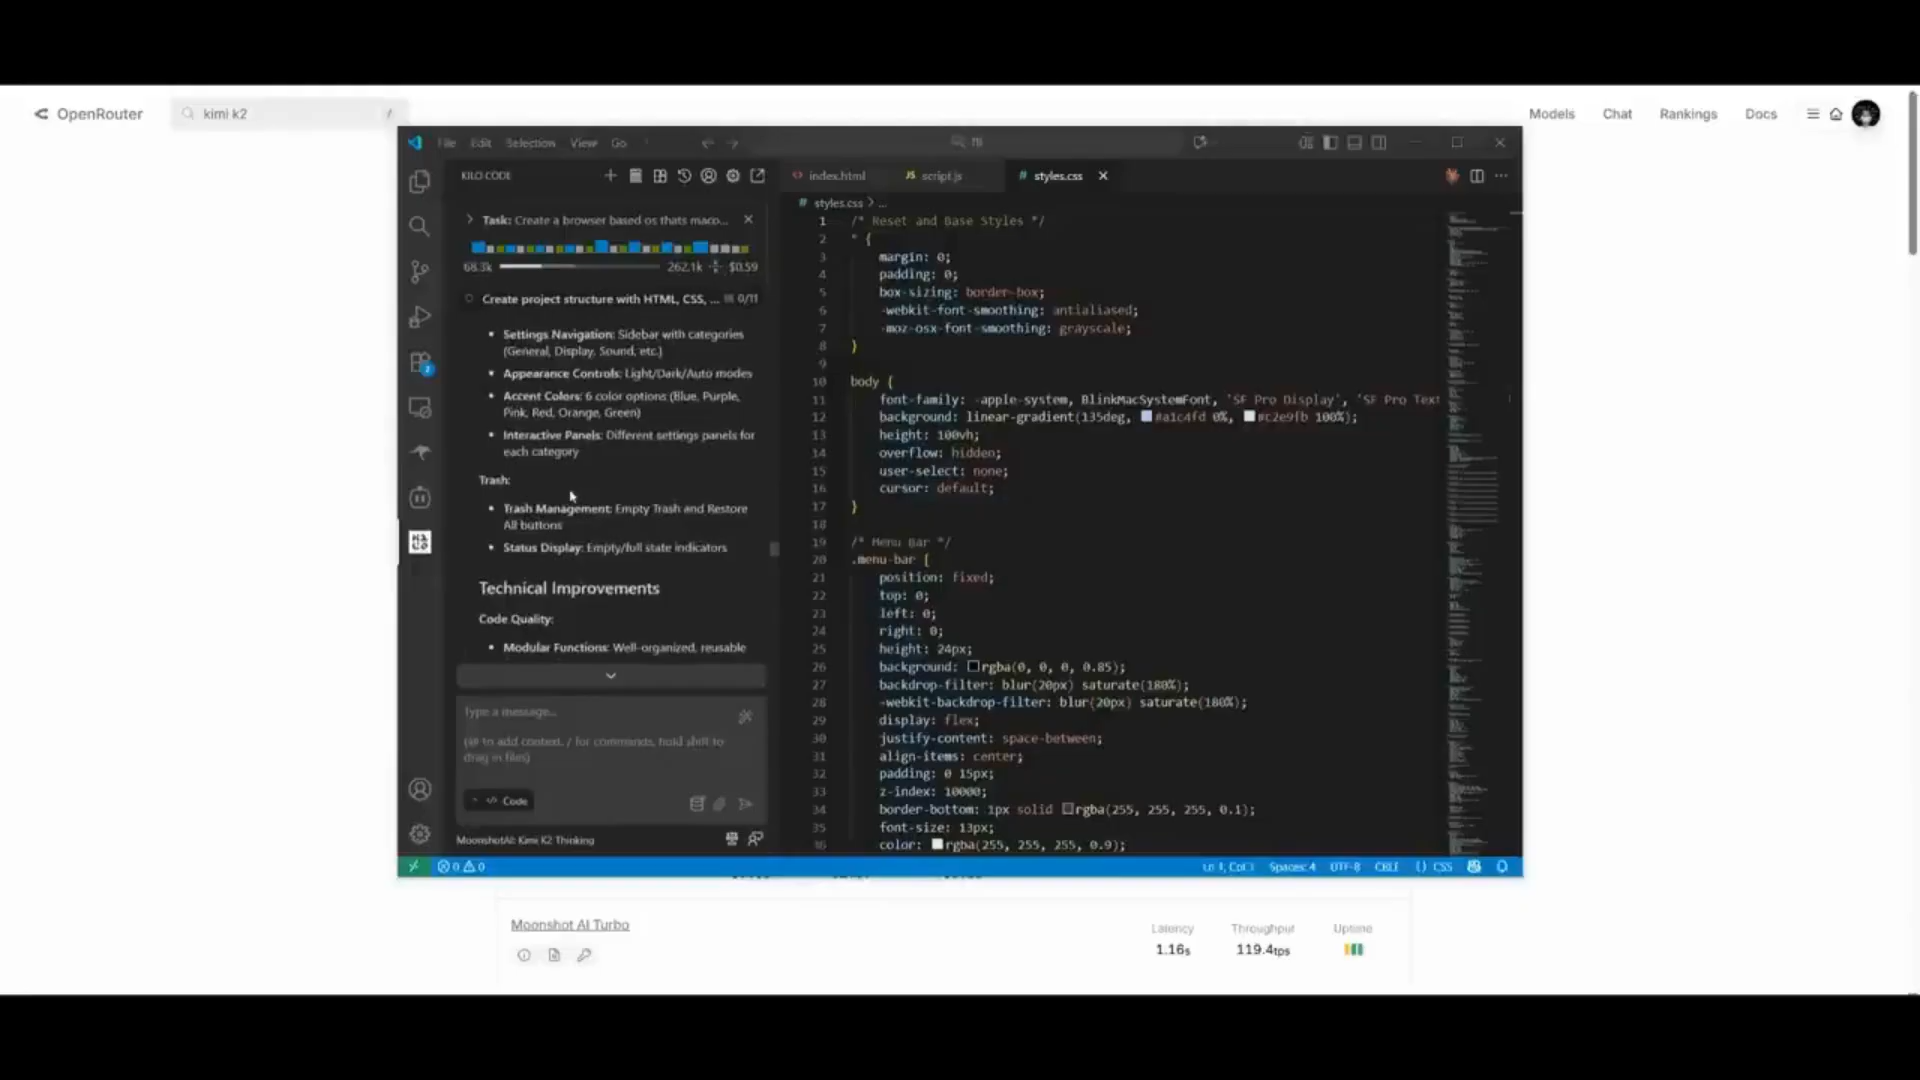 OpenRouter
kimi k2
/
Models
Chat
Rankings
Docs
File Edit Selection View Go
KILO CODE
index.html
JS script.js
# styles.css
Task: Create a browser based os thats maco...
68.3k
262.1k
$0.59
Create project structure with HTML, CSS, ...
0/11
• Settings Navigation: Sidebar with categories
(General, Display, Sound, etc.)
• Appearance Controls: Light/Dark/Auto modes
• Accent Colors: 6 color options (Blue, Purple,
Pink, Red, Orange, Green)
• Interactive Panels: Different settings panels for
each category
Trash:
• Trash Management: Empty Trash and Restore
All buttons
• Status Display: Empty/full state indicators
Technical Improvements
Code Quality:
• Modular Functions: Well-organized, reusable
Type a message...
(@ to add context, / for commands, hold shift to
drag in files)
Code
MoonshotAI: Kimi K2 Thinking
# styles.css > ...
1 /* Reset and Base Styles */
2 * {
3 margin: 0;
4 padding: 0;
5 box-sizing: border-box;
6 -webkit-font-smoothing: antialiased;
7 -moz-osx-font-smoothing: grayscale;
8 }
9
10 body {
11 font-family: -apple-system, BlinkMacSystemFont, 'SF Pro Display', 'SF Pro Text
12 background: linear-gradient(135deg, #a1c4fd 0%, #c2e9fb 100%);
13 height: 100vh;
14 overflow: hidden;
15 user-select: none;
16 cursor: default;
17 }
18
19 /* Menu Bar */
20 .menu-bar {
21 position: fixed;
22 top: 0;
23 left: 0;
24 right: 0;
25 height: 24px;
26 background: rgba(0, 0, 0, 0.85);
27 backdrop-filter: blur(20px) saturate(180%);
28 -webkit-backdrop-filter: blur(20px) saturate(180%);
29 display: flex;
30 justify-content: space-between;
31 align-items: center;
32 padding: 0 15px;
33 z-index: 10000;
34 border-bottom: 1px solid rgba(255, 255, 255, 0.1);
35 font-size: 13px;
36 color: rgba(255, 255, 255, 0.9);
0 0
Ln 1, Col 1
Spaces: 4
UTF-8
CRLF
{} CSS
Moonshot AI Turbo
Latency
1.16s
Throughput
119.4tps
Uptime